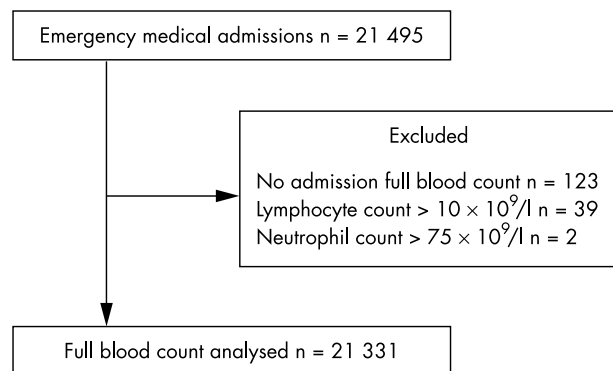 Emergency medical admissions n = 21 495
Excluded
No admission full blood count n = 123
Lymphocyte count > 10 × 10⁹/l n = 39
Neutrophil count > 75 × 10⁹/l n = 2
Full blood count analysed n = 21 331